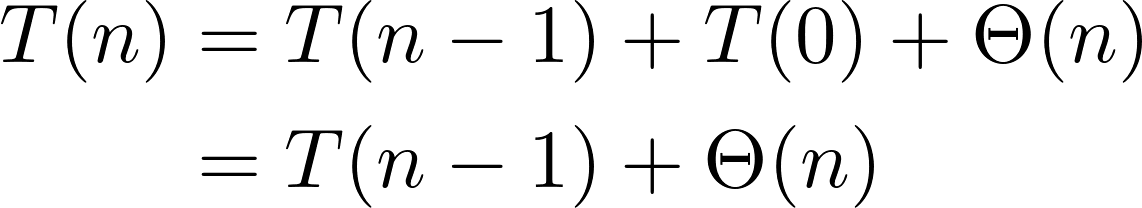 T(n) = T(n − 1) + T(0) + Θ(n)
= T(n − 1) + Θ(n)